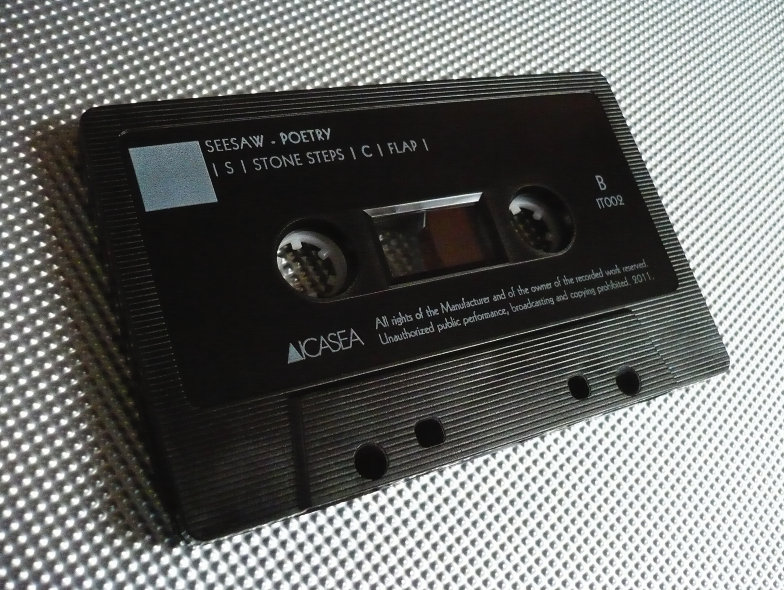 SEESAW - POETRY
| S | STONE STEPS | C | FLAP |
B
IT002
ICASEA
All rights of the Manufacturer and of the owner of the recorded work reserved.
Unauthorized public performance, broadcasting and copying prohibited. 2011.